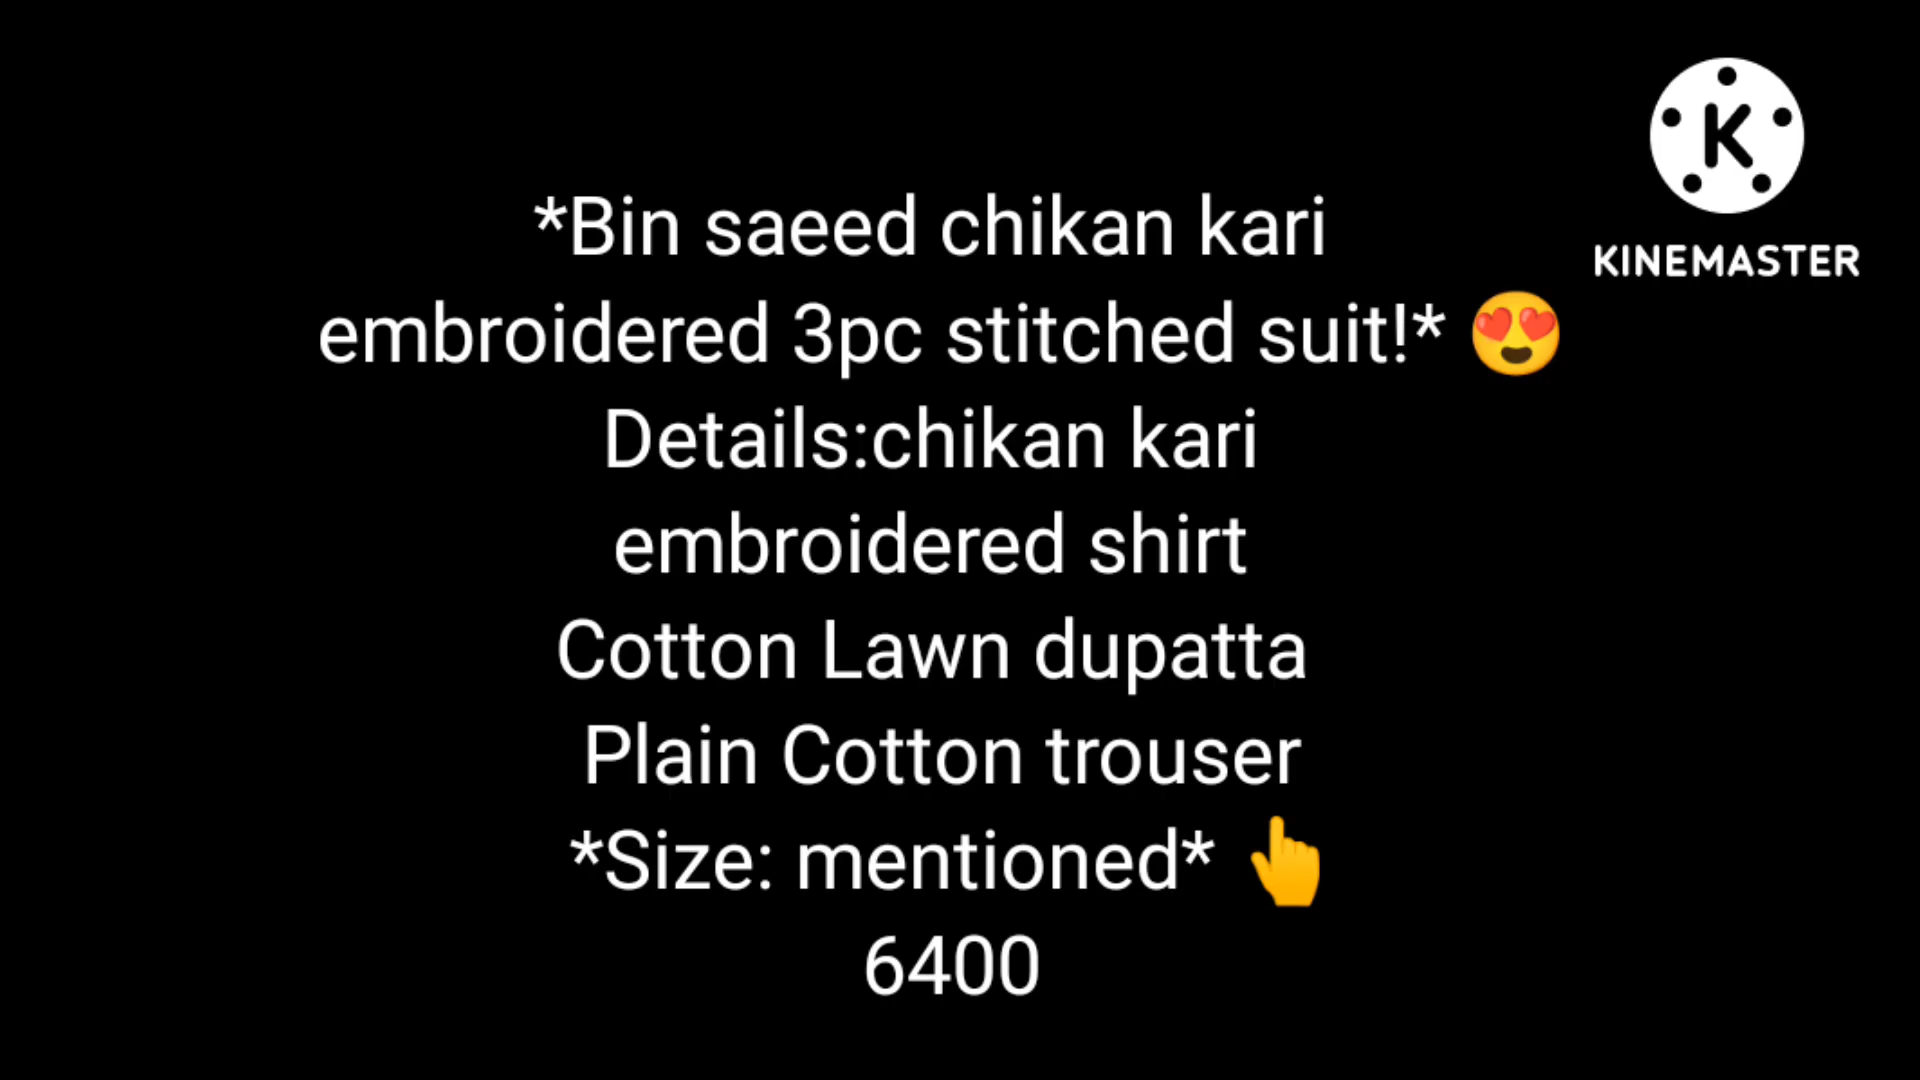 *Bin saeed chikan kari
embroidered 3pc stitched suit!* 😍
Details:chikan kari
embroidered shirt
Cotton Lawn dupatta
Plain Cotton trouser
*Size: mentioned* 👆
6400
K
KINEMASTER